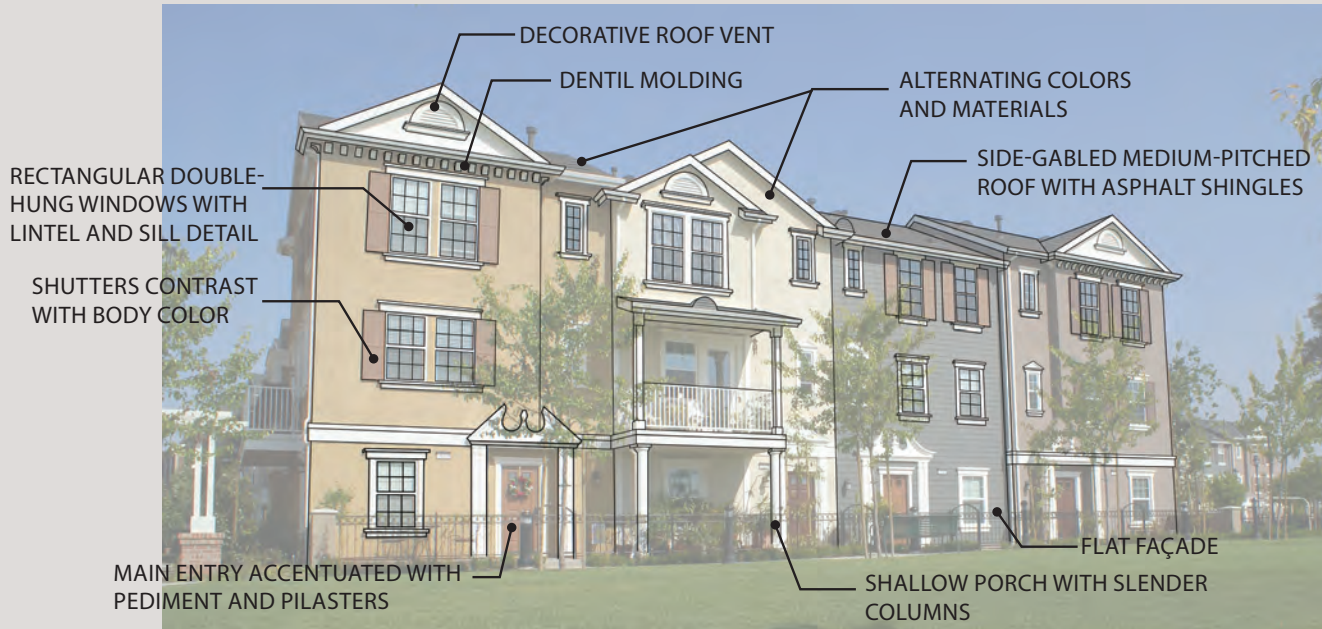 DECORATIVE ROOF VENT
DENTIL MOLDING
ALTERNATING COLORS
AND MATERIALS
SIDE-GABLED MEDIUM-PITCHED
ROOF WITH ASPHALT SHINGLES
RECTANGULAR DOUBLE-
HUNG WINDOWS WITH
LINTEL AND SILL DETAIL
SHUTTERS CONTRAST
WITH BODY COLOR
MAIN ENTRY ACCENTUATED WITH
PEDIMENT AND PILASTERS
FLAT FAÇADE
SHALLOW PORCH WITH SLENDER
COLUMNS